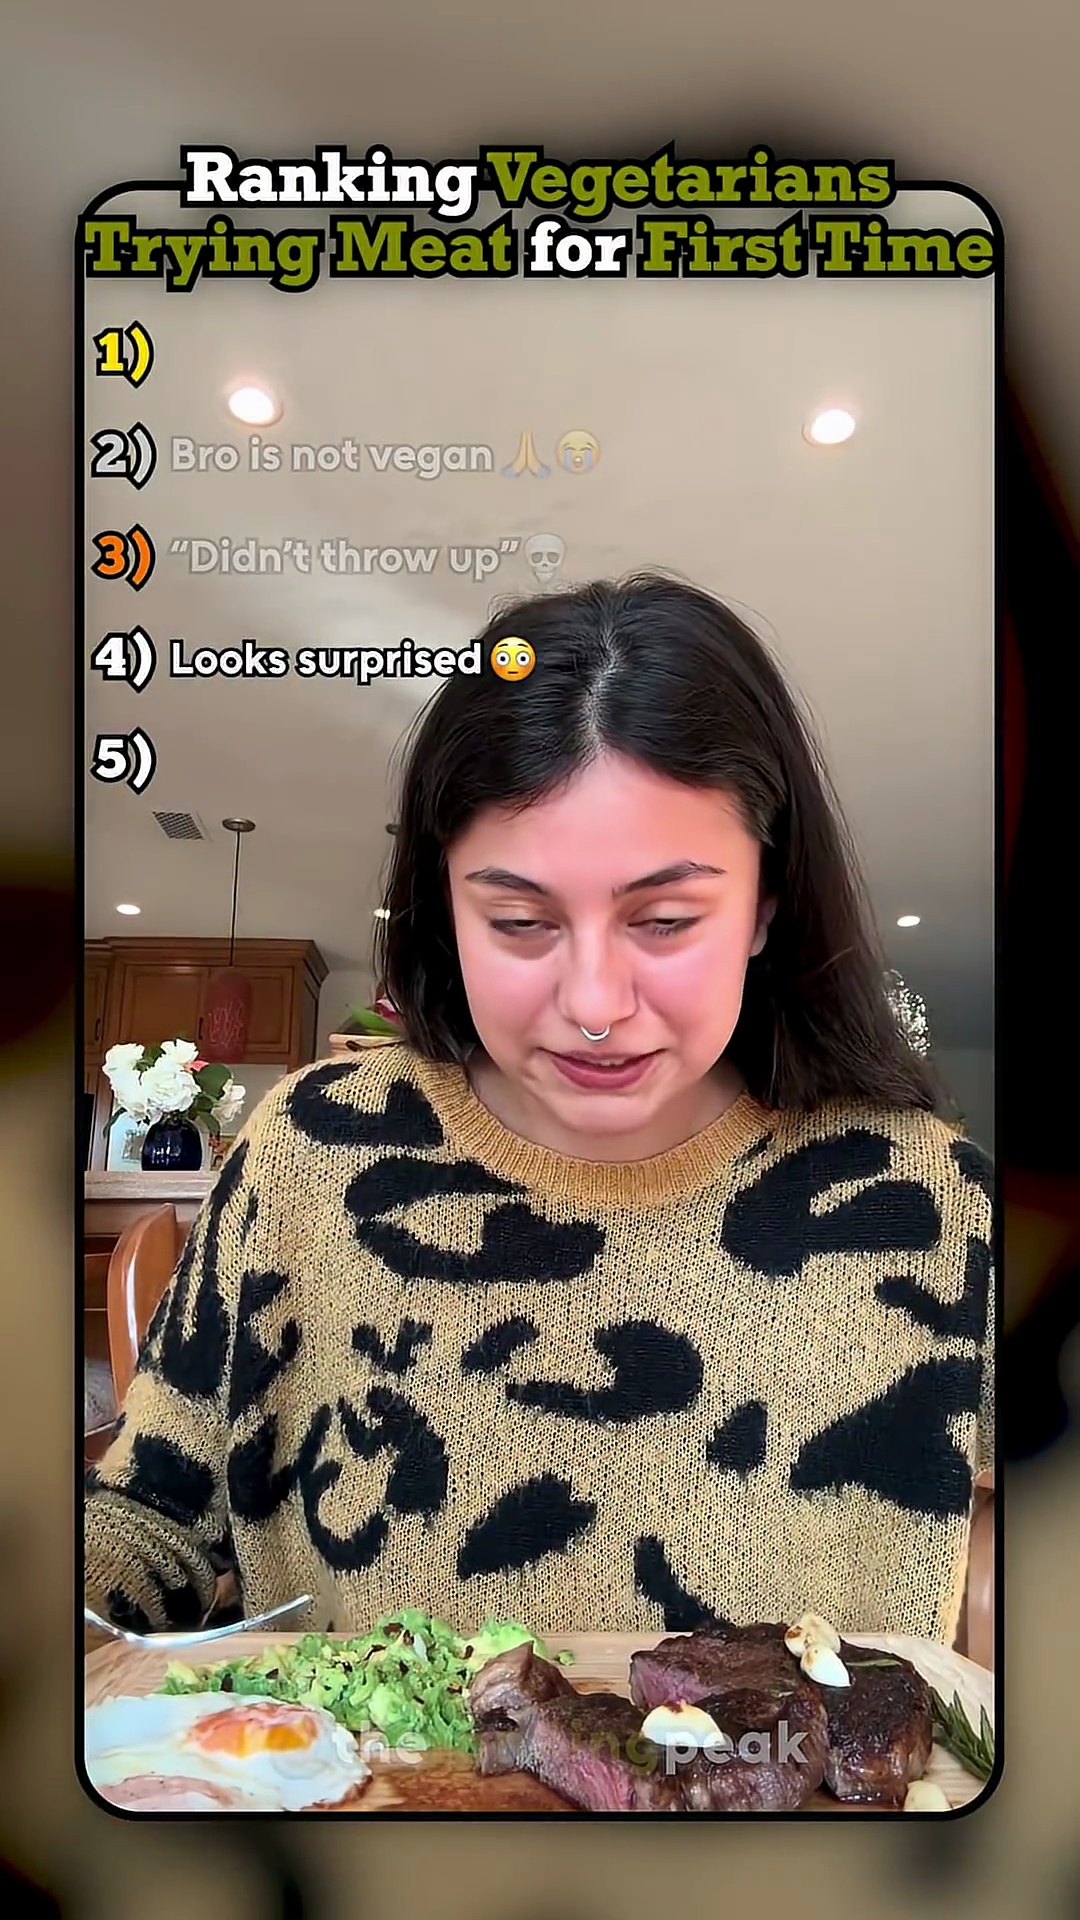 Ranking Vegetarians
Trying Meat for First Time
1)
2) Bro is not vegan 🙏😭
3) “Didn’t throw up”💀
4) Looks surprised😳
5)
the peak